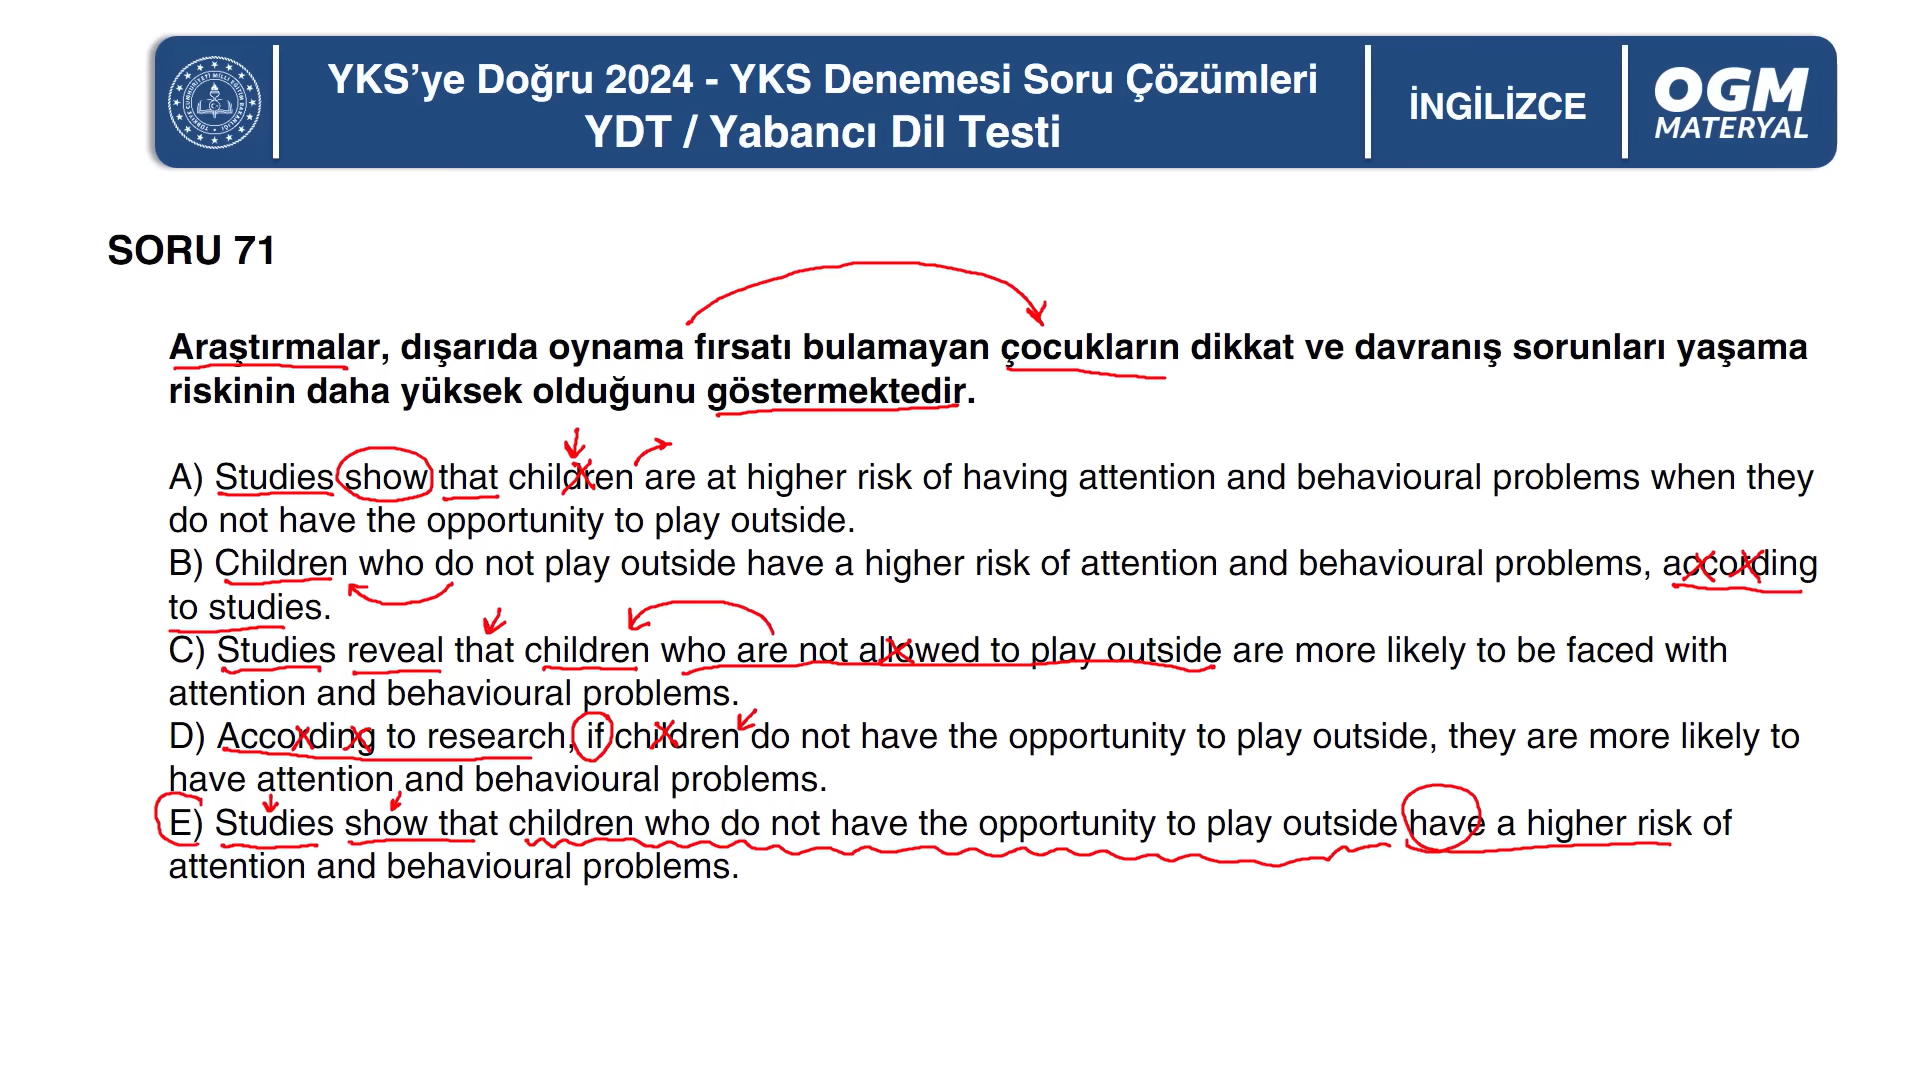 YKS’ye Doğru 2024 - YKS Denemesi Soru Çözümleri
YDT / Yabancı Dil Testi
İNGİLİZCE
OGM
MATERYAL
SORU 71
Araştırmalar, dışarıda oynama fırsatı bulamayan çocukların dikkat ve davranış sorunları yaşama
riskinin daha yüksek olduğunu göstermektedir.
A) Studies show that children are at higher risk of having attention and behavioural problems when they
do not have the opportunity to play outside.
B) Children who do not play outside have a higher risk of attention and behavioural problems, according
to studies.
C) Studies reveal that children who are not allowed to play outside are more likely to be faced with
attention and behavioural problems.
D) According to research, if children do not have the opportunity to play outside, they are more likely to
have attention and behavioural problems.
E) Studies show that children who do not have the opportunity to play outside have a higher risk of
attention and behavioural problems.